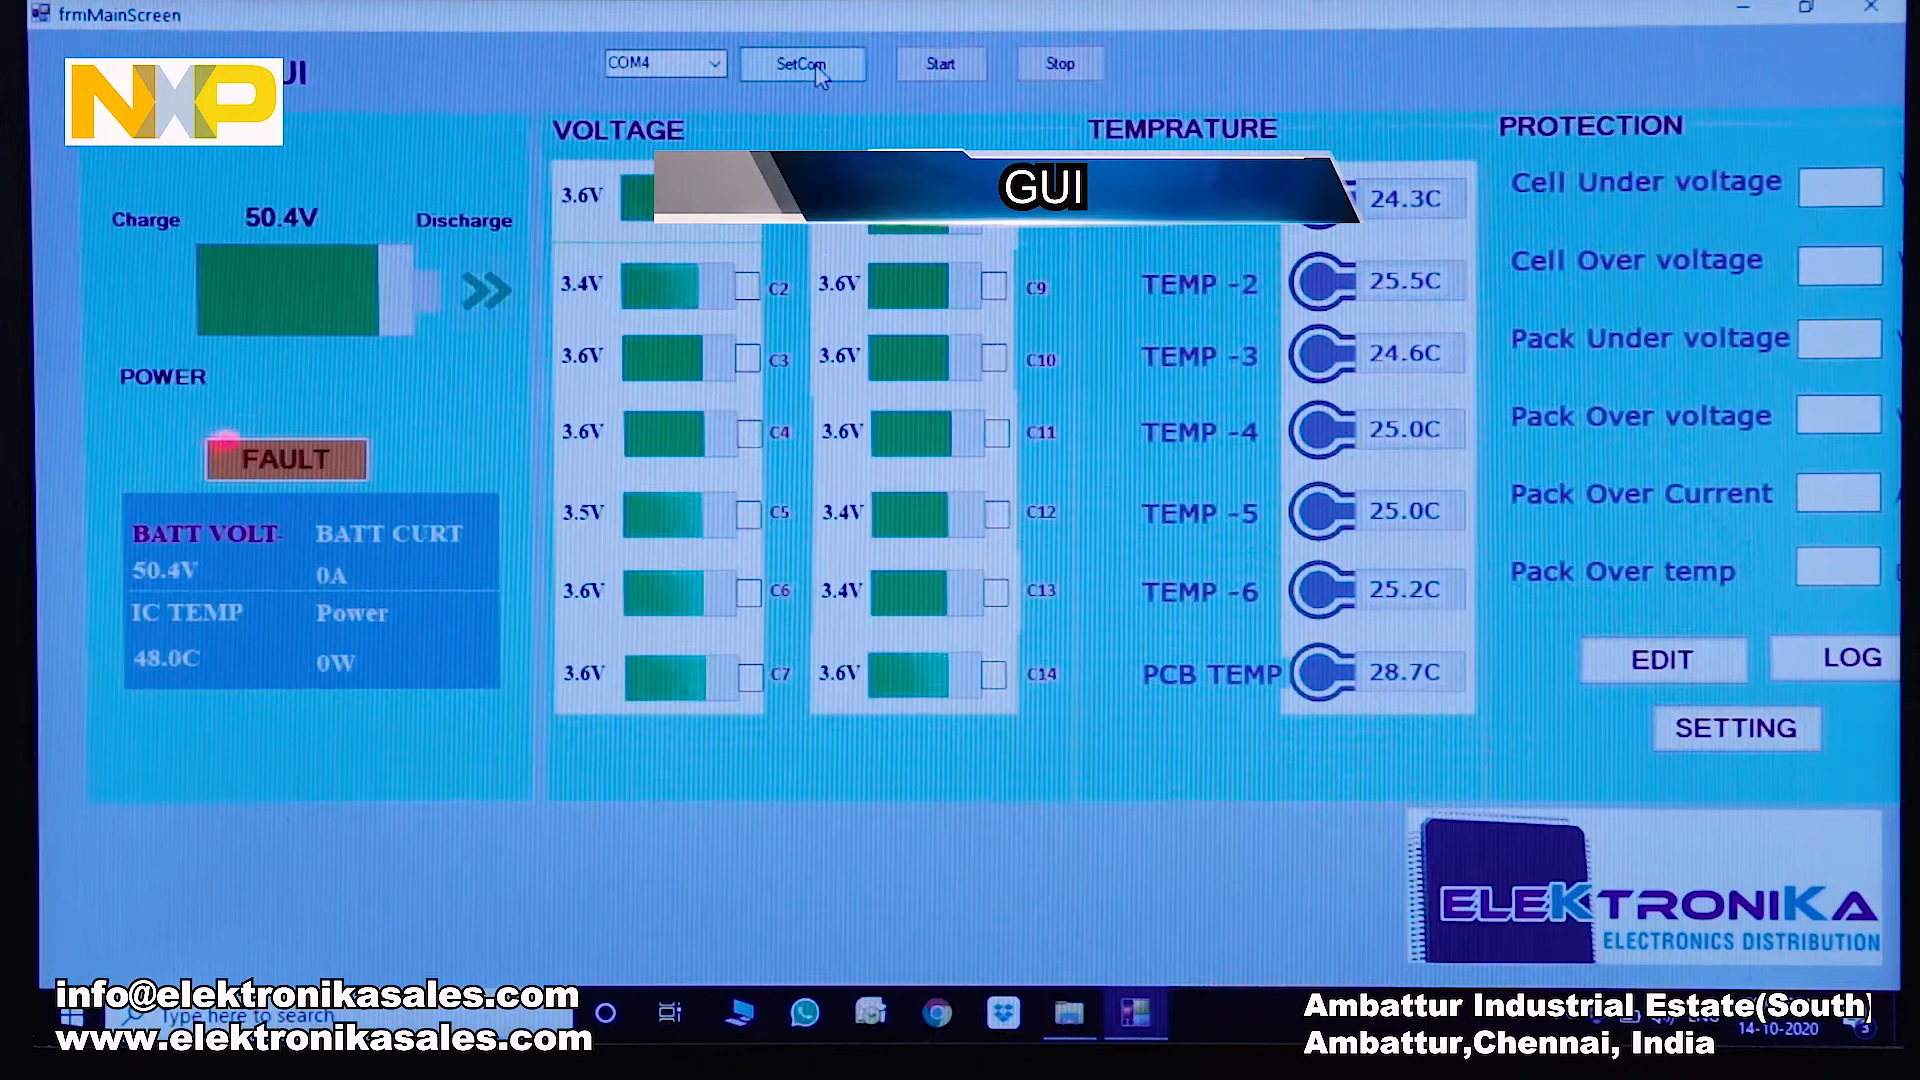 frmMainScreen
NXP
UI
COM4
SetCom
Start
Stop
VOLTAGE
TEMPRATURE
PROTECTION
GUI
Charge
50.4V
Discharge
POWER
FAULT
BATT VOLT-
BATT CURT
50.4V
0A
IC TEMP
Power
48.0C
0W
3.6V
3.4V
C2
3.6V
C9
3.6V
C3
3.6V
C10
3.6V
C4
3.6V
C11
3.5V
C5
3.4V
C12
3.6V
C6
3.4V
C13
3.6V
C7
3.6V
C14
24.3C
TEMP -2
25.5C
TEMP -3
24.6C
TEMP -4
25.0C
TEMP -5
25.0C
TEMP -6
25.2C
PCB TEMP
28.7C
Cell Under voltage
Cell Over voltage
Pack Under voltage
Pack Over voltage
Pack Over Current
Pack Over temp
EDIT
LOG
SETTING
ELEKTRONIKA
ELECTRONICS DISTRIBUTION
info@elektronikasales.com
Type here to search
www.elektronikasales.com
Ambattur Industrial Estate(South)
14-10-2020
3
Ambattur,Chennai, India